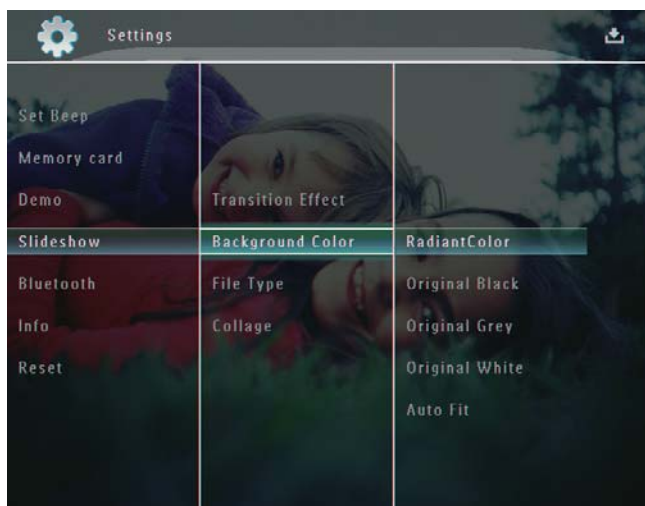 Settings
Set Beep
Memory card
Demo
Slideshow
Bluetooth
Info
Reset
Transition Effect
Background Color
File Type
Collage
RadiantColor
Original Black
Original Grey
Original White
Auto Fit